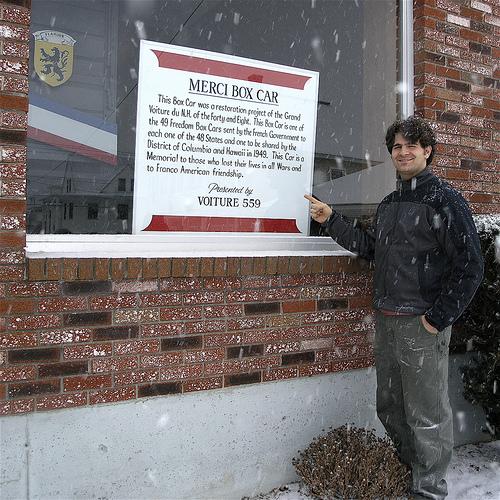 FLANDER
MERCI BOX CAR
This Box Car was a restoration project of the Grand
Voiture du N.H. of the forty and Eight. This Box Car is one of
the 49 Freedom Box Cars sent by the French Government to
each one of the 48 States and one to be shared by the
District of Columbia and Hawaii in 1949. This Car is a
Memorial to those who lost their lives in all Wars and
to Franco American friendship.
Presented by
VOITURE 559